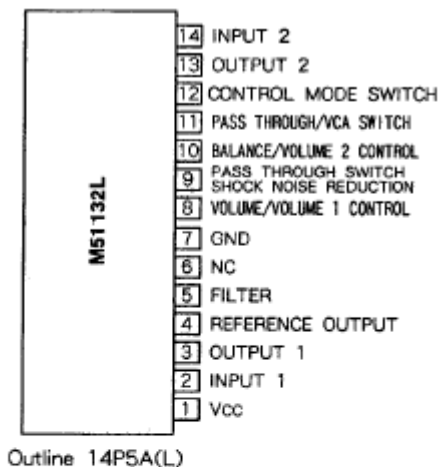 14 INPUT 2
13 OUTPUT 2
12 CONTROL MODE SWITCH
11 PASS THROUGH/VCA SWITCH
10 BALANCE/VOLUME 2 CONTROL
9 PASS THROUGH SWITCH
SHOCK NOISE REDUCTION
8 VOLUME/VOLUME 1 CONTROL
7 GND
6 NC
5 FILTER
4 REFERENCE OUTPUT
3 OUTPUT 1
2 INPUT 1
1 Vcc
M51132L
Outline 14P5A(L)